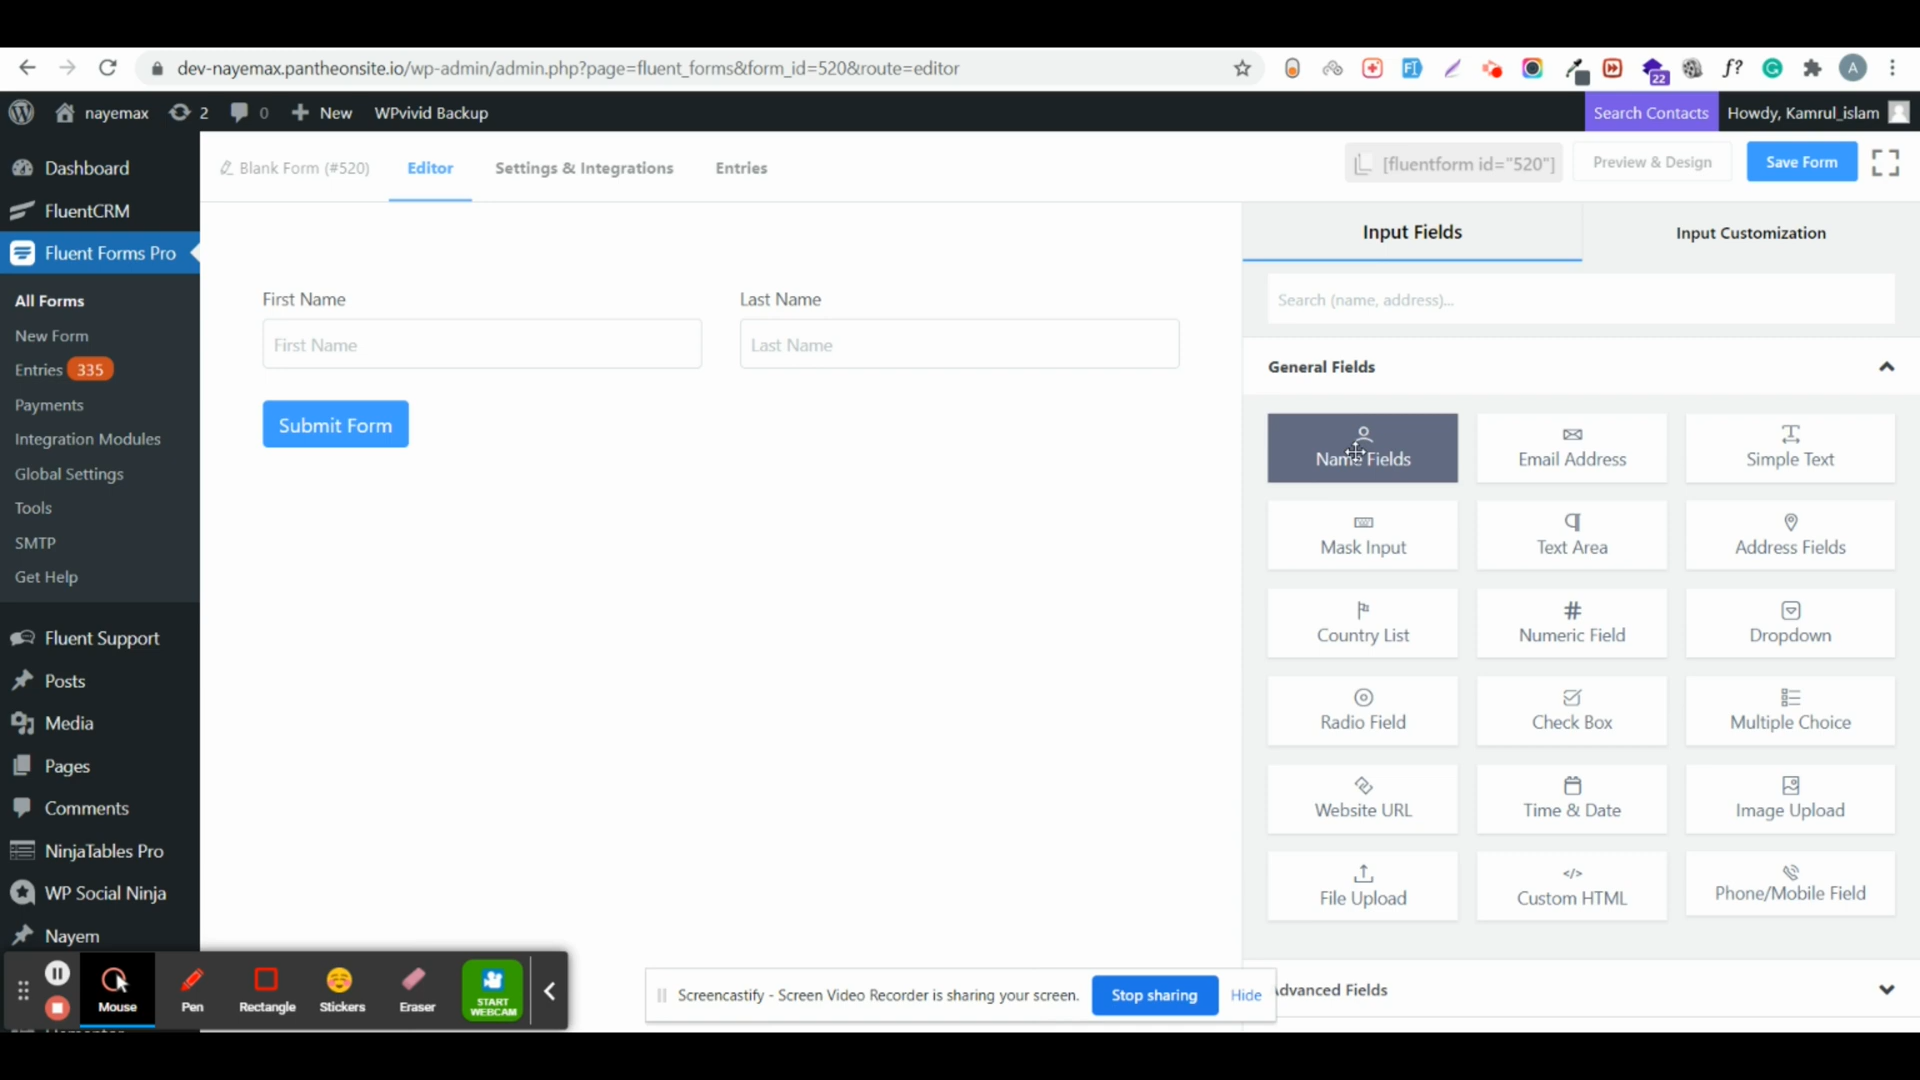 dev-nayemax.pantheonsite.io/wp-admin/admin.php?page=fluent_forms&form_id=520&route=editor
22
f?
A
nayemax
2
0
New
WPvivid Backup
Search Contacts
Howdy, Kamrul_islam
Dashboard
FluentCRM
Fluent Forms Pro
All Forms
New Form
Entries 335
Payments
Integration Modules
Global Settings
Tools
SMTP
Get Help
Fluent Support
Posts
Media
Pages
Comments
NinjaTables Pro
WP Social Ninja
Nayem
Blank Form (#520)
Editor
Settings & Integrations
Entries
[fluentform id="520"]
Preview & Design
Save Form
First Name
Last Name
First Name
Last Name
Submit Form
Input Fields
Input Customization
Search (name, address)...
General Fields
Name Fields
Email Address
Simple Text
Mask Input
Text Area
Address Fields
Country List
Numeric Field
Dropdown
Radio Field
Check Box
Multiple Choice
Website URL
Time & Date
Image Upload
File Upload
Custom HTML
Phone/Mobile Field
dvanced Fields
Mouse
Pen
Rectangle
Stickers
Eraser
START
WEBCAM
Screencastify - Screen Video Recorder is sharing your screen.
Stop sharing
Hide